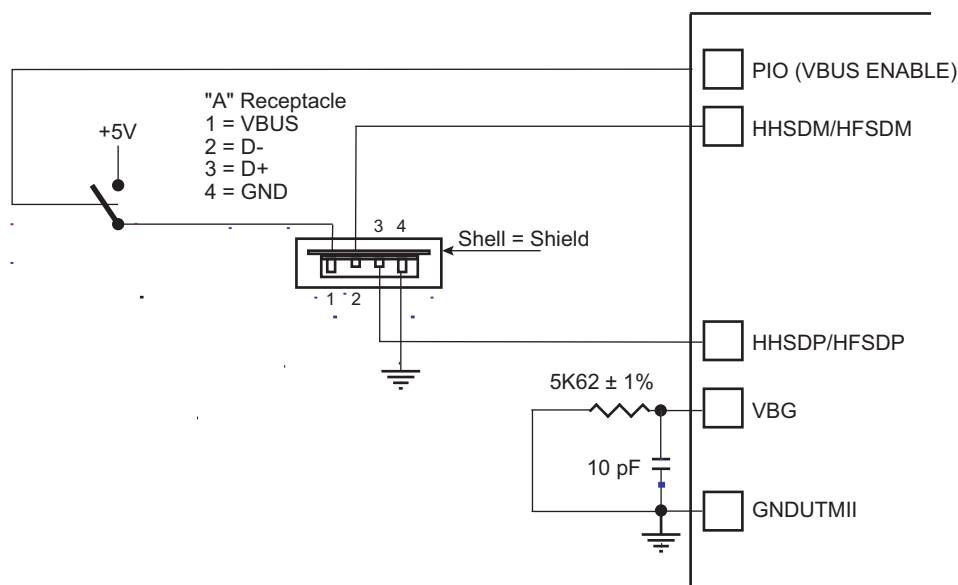 PIO (VBUS ENABLE)
"A" Receptacle
1 = VBUS
2 = D-
3 = D+
4 = GND
+5V
HHSDM/HFSDM
3 4
Shell = Shield
1 2
HHSDP/HFSDP
5K62 ± 1%
VBG
10 pF
GNDUTMII